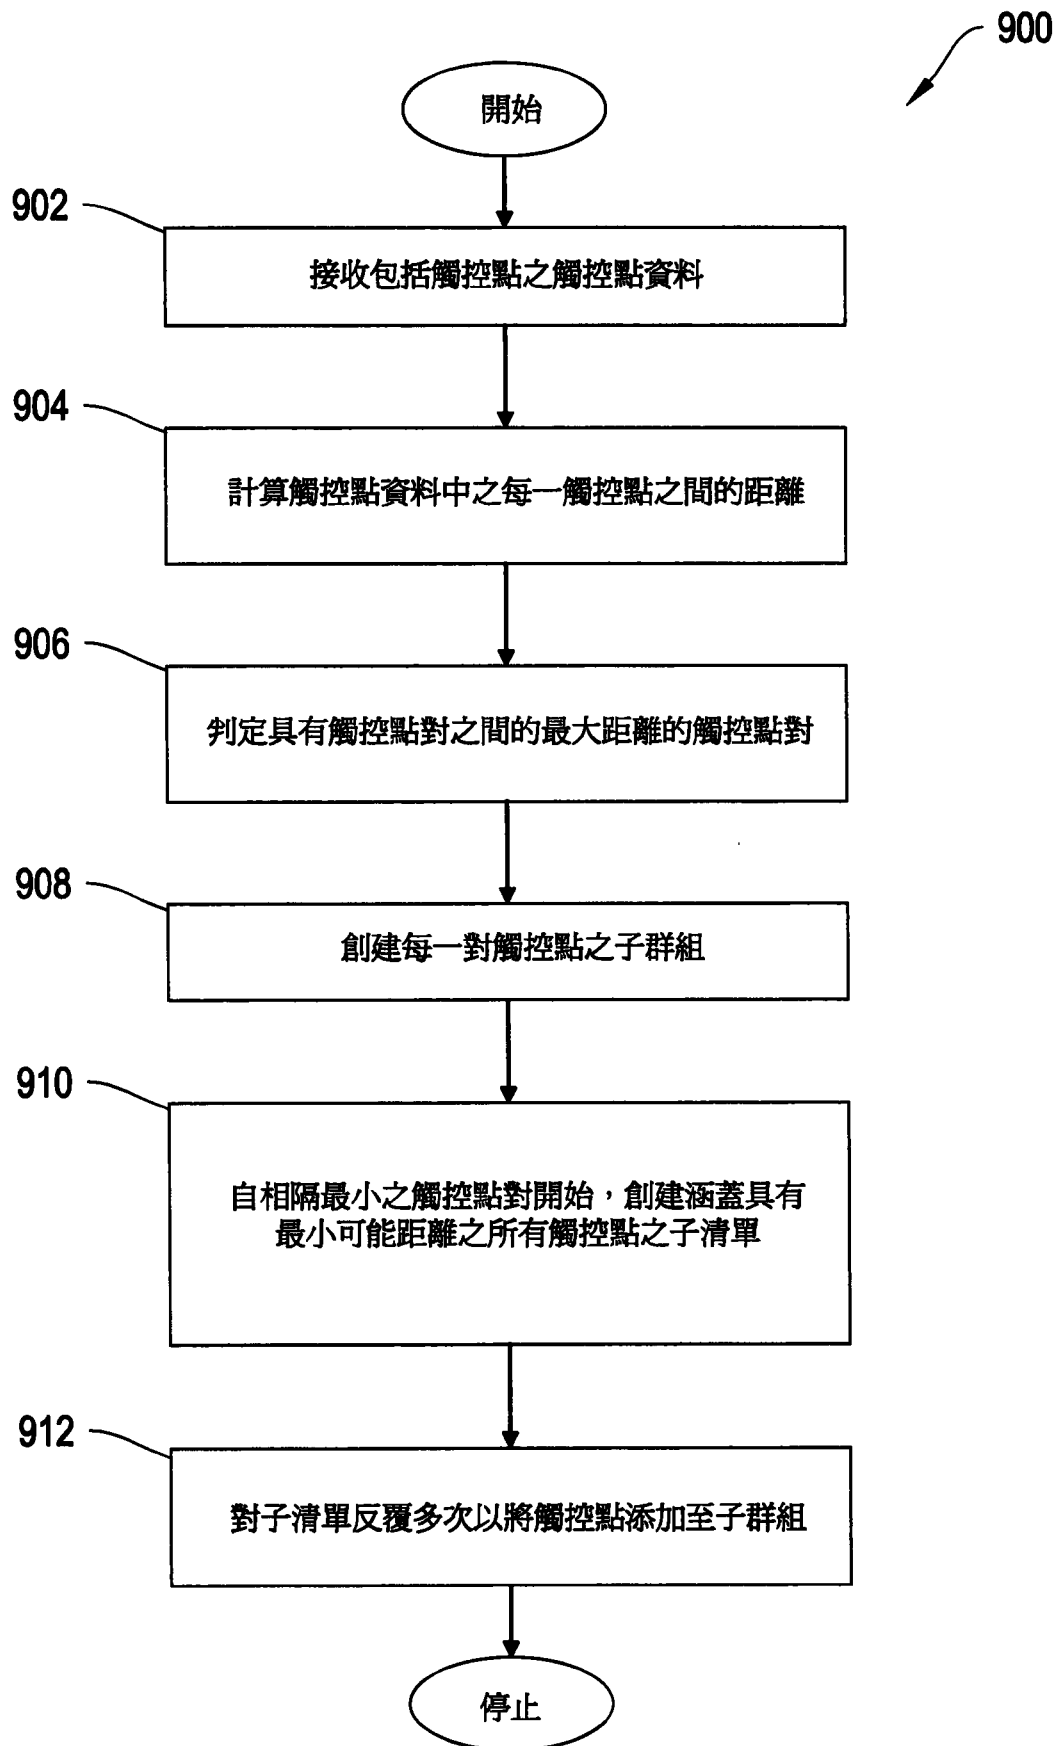 900
開始
902
接收包括觸控點之觸控點資料
904
計算觸控點資料中之每一觸控點之間的距離
906
判定具有觸控點對之間的最大距離的觸控點對
908
創建每一對觸控點之子群組
910
自相隔最小之觸控點對開始，創建涵蓋具有
最小可能距離之所有觸控點之子清單
912
對子清單反覆多次以將觸控點添加至子群組
停止